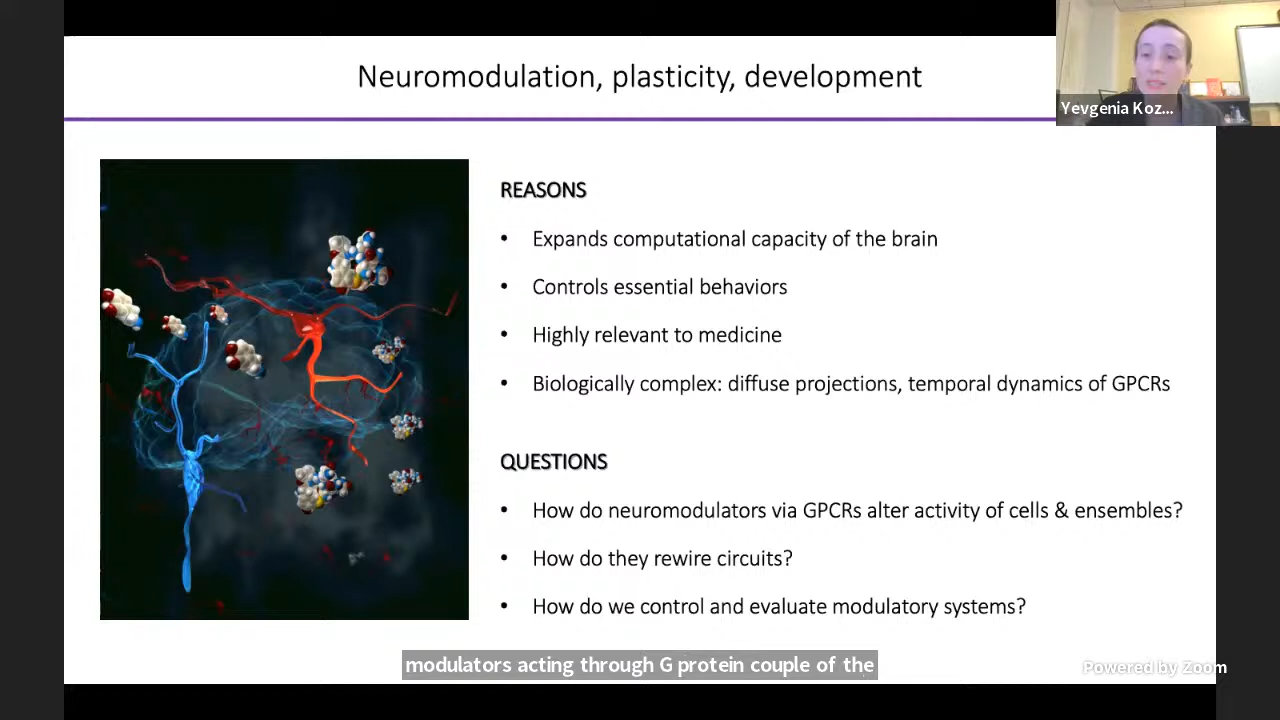 Neuromodulation, plasticity, development
Yevgenia Koz...
REASONS
• Expands computational capacity of the brain
• Controls essential behaviors
• Highly relevant to medicine
• Biologically complex: diffuse projections, temporal dynamics of GPCRs
QUESTIONS
• How do neuromodulators via GPCRs alter activity of cells & ensembles?
• How do they rewire circuits?
• How do we control and evaluate modulatory systems?
modulators acting through G protein couple of the
Powered by Zoom